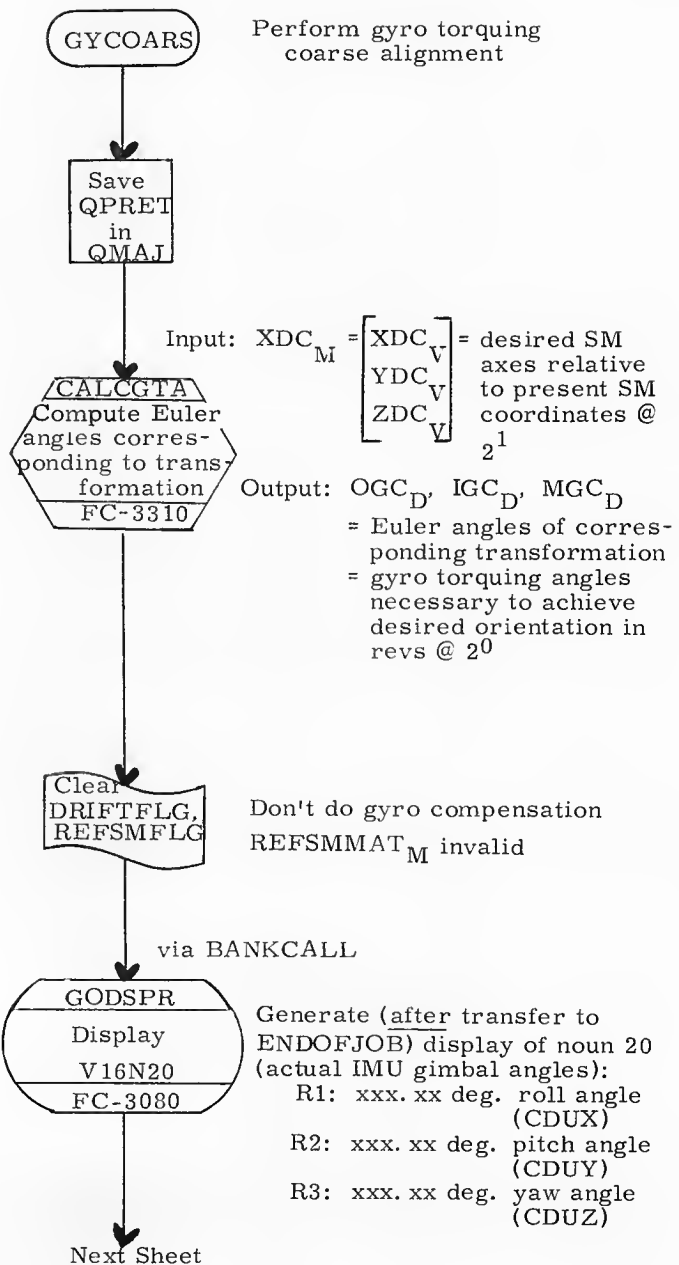 GYCOARS
Perform gyro torquing
coarse alignment
Save
QPRET
in
QMAJ
Input: XDC_M = [XDC_V] = desired SM
YDC_V axes relative
to present SM
ZDC_V coordinates @
2^1
CALCGTA
Compute Euler
angles corres-
ponding to trans-
formation
FC-3310
Output: OGC_D, IGC_D, MGC_D
= Euler angles of corres-
ponding transformation
= gyro torquing angles
necessary to achieve
desired orientation in
revs @ 2^0
Clear
DRIFTFLG,
REFSMFLG
Don't do gyro compensation
REFSMMAT_M invalid
via BANKCALL
GODSPR
Display
V16N20
FC-3080
Generate (after transfer to
ENDOFJOB) display of noun 20
(actual IMU gimbal angles):
R1: xxx. xx deg. roll angle
(CDUX)
R2: xxx. xx deg. pitch angle
(CDUY)
R3: xxx. xx deg. yaw angle
(CDUZ)
Next Sheet